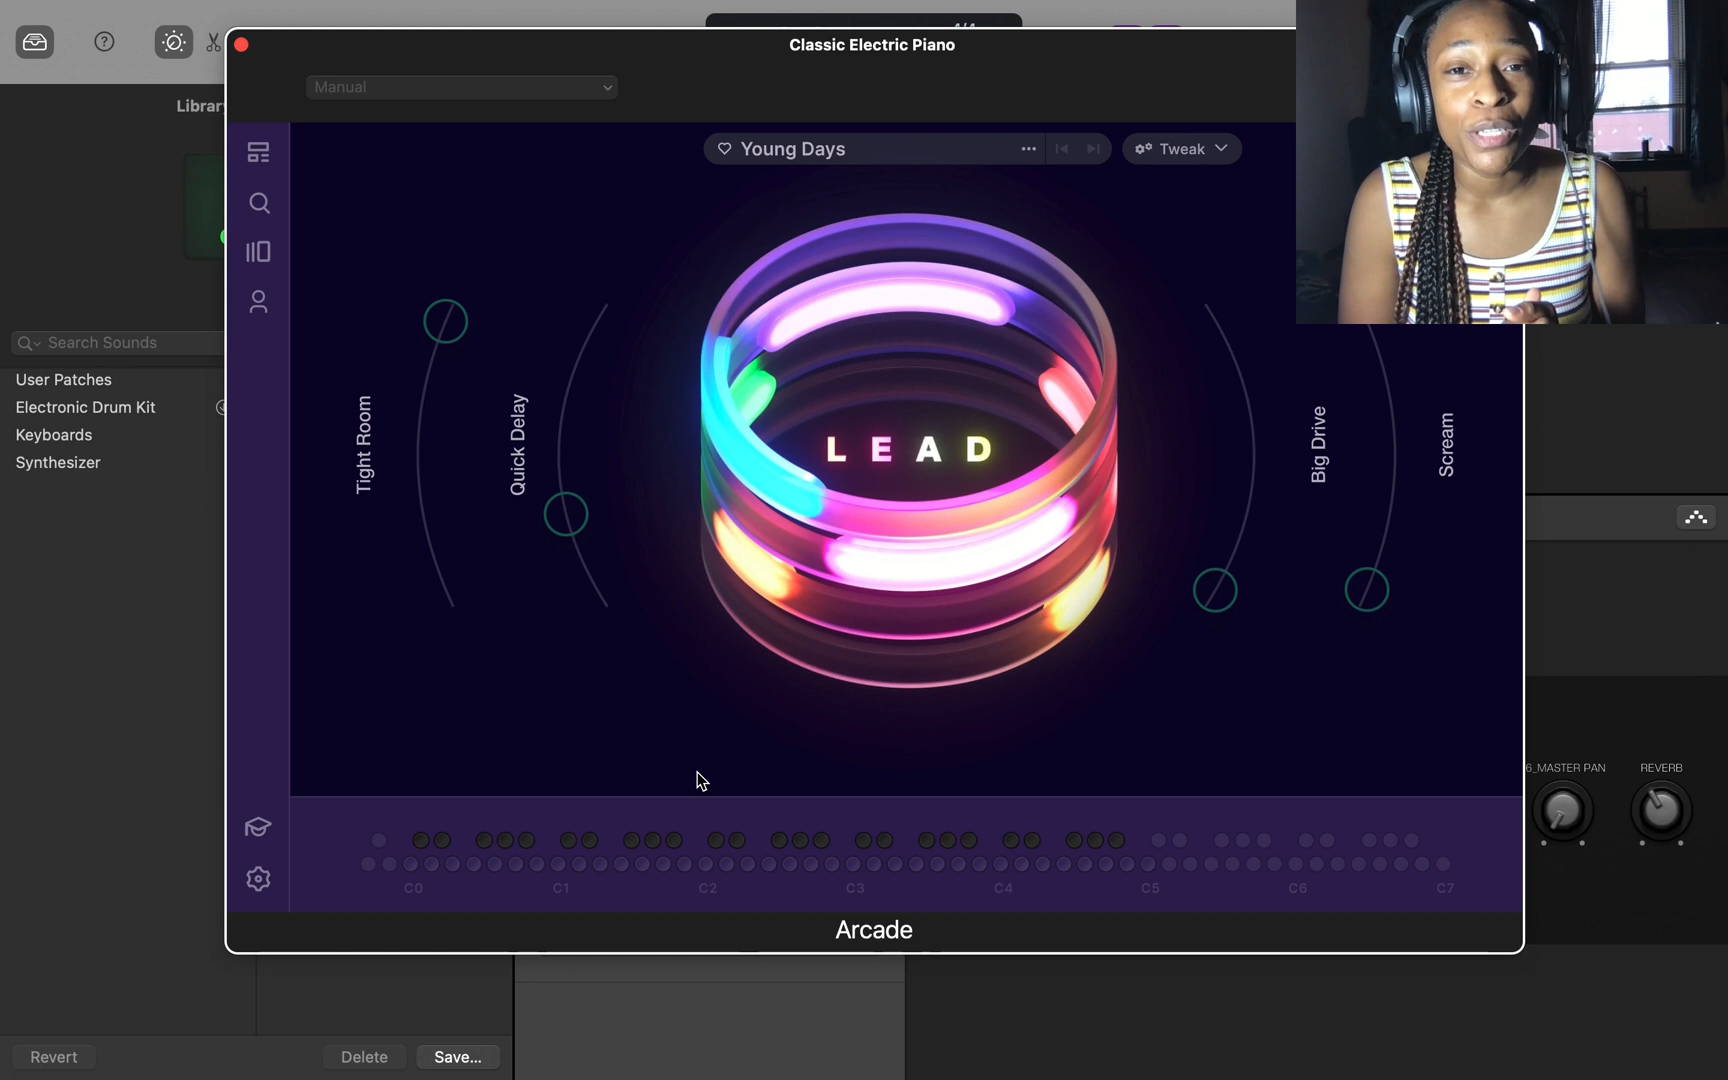 Classic Electric Piano
Manual
Library
Young Days
Tweak
Search Sounds
User Patches
Electronic Drum Kit
Keyboards
Synthesizer
Tight Room
Quick Delay
LEAD
Big Drive
Scream
6_MASTER PAN
REVERB
C0 C1 C2 C3 C4 C5 C6 C7
Arcade
Revert
Delete
Save...